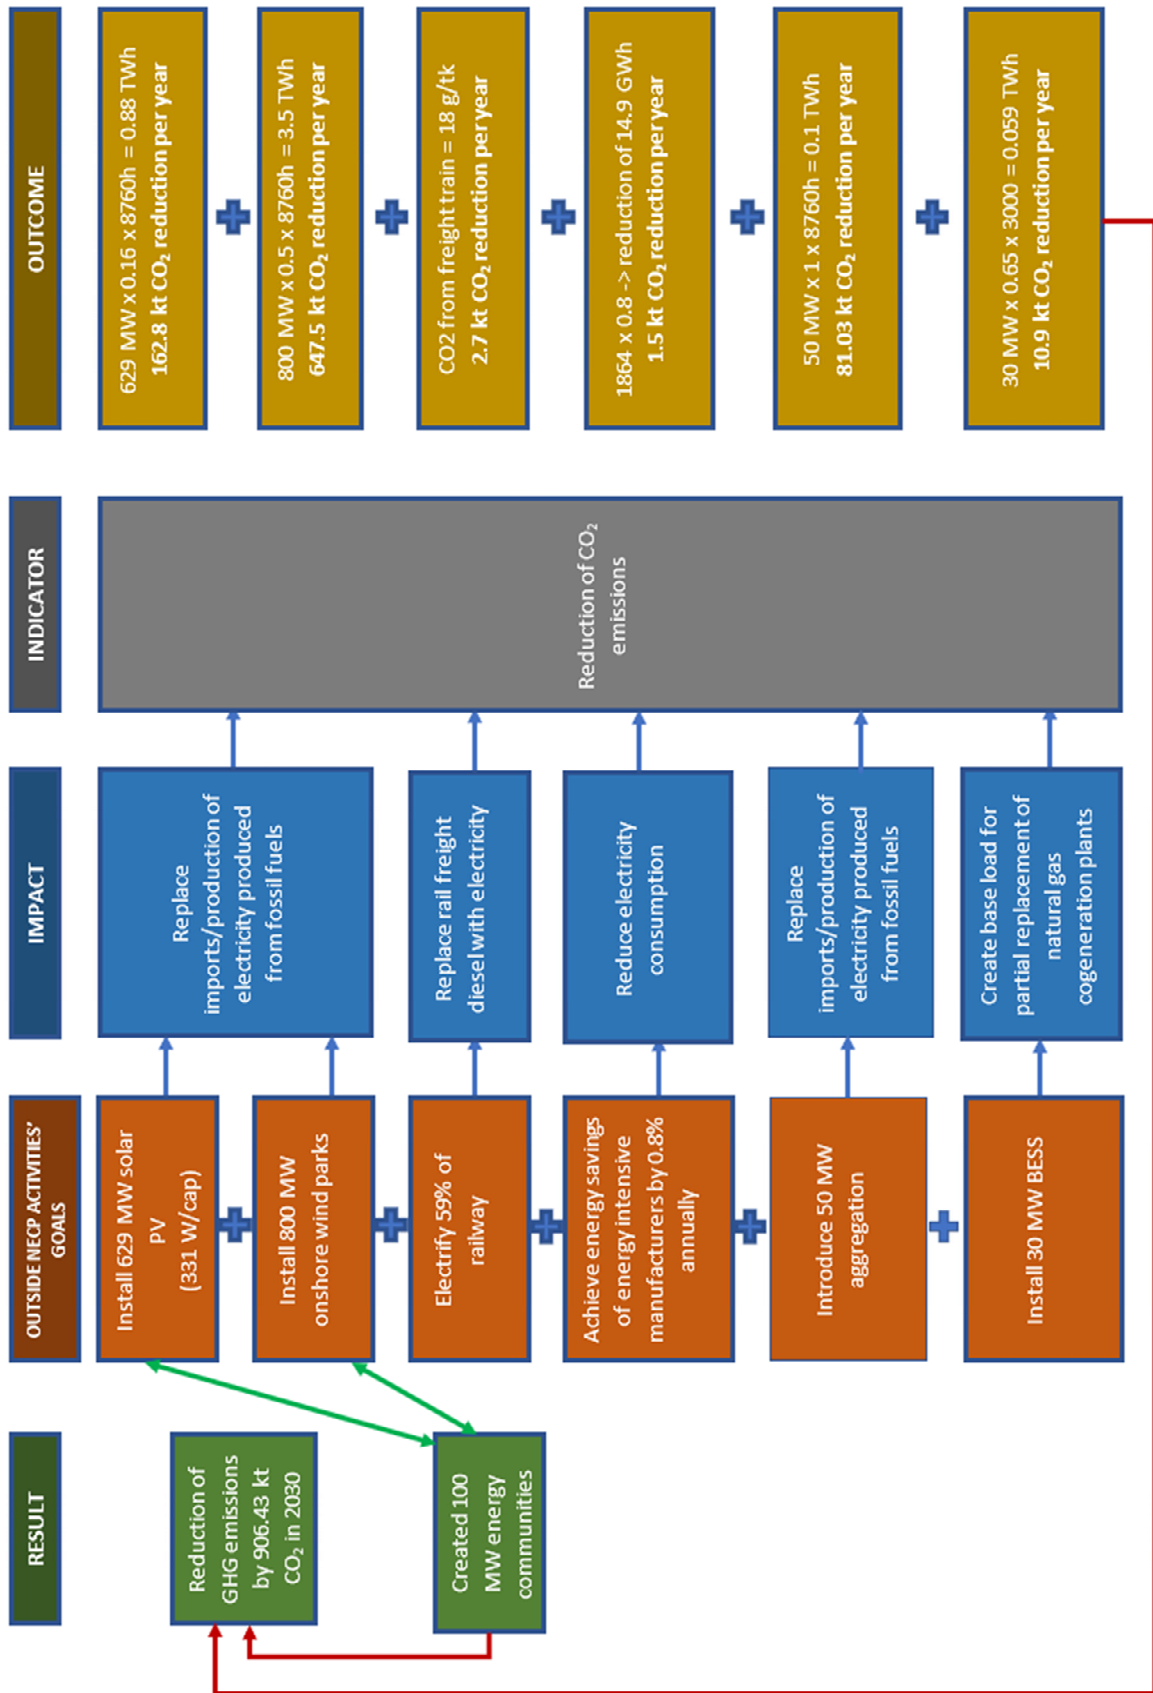 RESULT
Reduction of
GHG emissions
by 906.43 kt
CO₂ in 2030
Created 100
MW energy
communities
OUTSIDE NECP ACTIVITIES'
GOALS
Install 629 MW solar
PV
(331 W/cap)
Install 800 MW
onshore wind parks
Electrify 59% of
railway
Achieve energy savings
of energy intensive
manufacturers by 0.8%
annually
Introduce 50 MW
aggregation
Install 30 MW BESS
IMPACT
Replace
imports/production of
electricity produced
from fossil fuels
Replace rail freight
diesel with electricity
Reduce electricity
consumption
Replace
imports/production of
electricity produced
from fossil fuels
Create base load for
partial replacement of
natural gas
cogeneration plants
INDICATOR
Reduction of CO₂
emissions
OUTCOME
629 MW x 0.16 x 8760h = 0.88 TWh
162.8 kt CO₂ reduction per year
800 MW x 0.5 x 8760h = 3.5 TWh
647.5 kt CO₂ reduction per year
CO2 from freight train = 18 g/tk
2.7 kt CO₂ reduction per year
1864 x 0.8 -> reduction of 14.9 GWh
1.5 kt CO₂ reduction per year
50 MW x 1 x 8760h = 0.1 TWh
81.03 kt CO₂ reduction per year
30 MW x 0.65 x 3000 = 0.059 TWh
10.9 kt CO₂ reduction per year